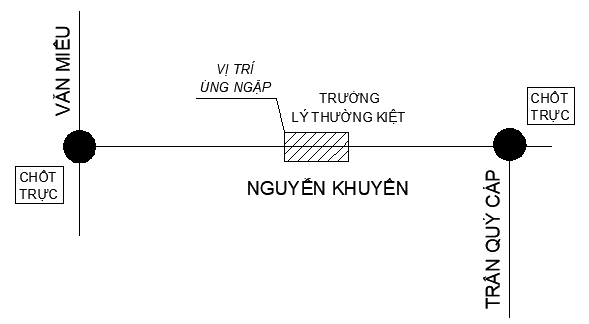 VĂN MIẾU
VỊ TRÍ
ÚNG NGẬP
TRƯỜNG
LÝ THƯỜNG KIỆT
CHỐT
TRỰC
CHỐT
TRỰC
NGUYỄN KHUYẾN
TRẦN QUÝ CÁP